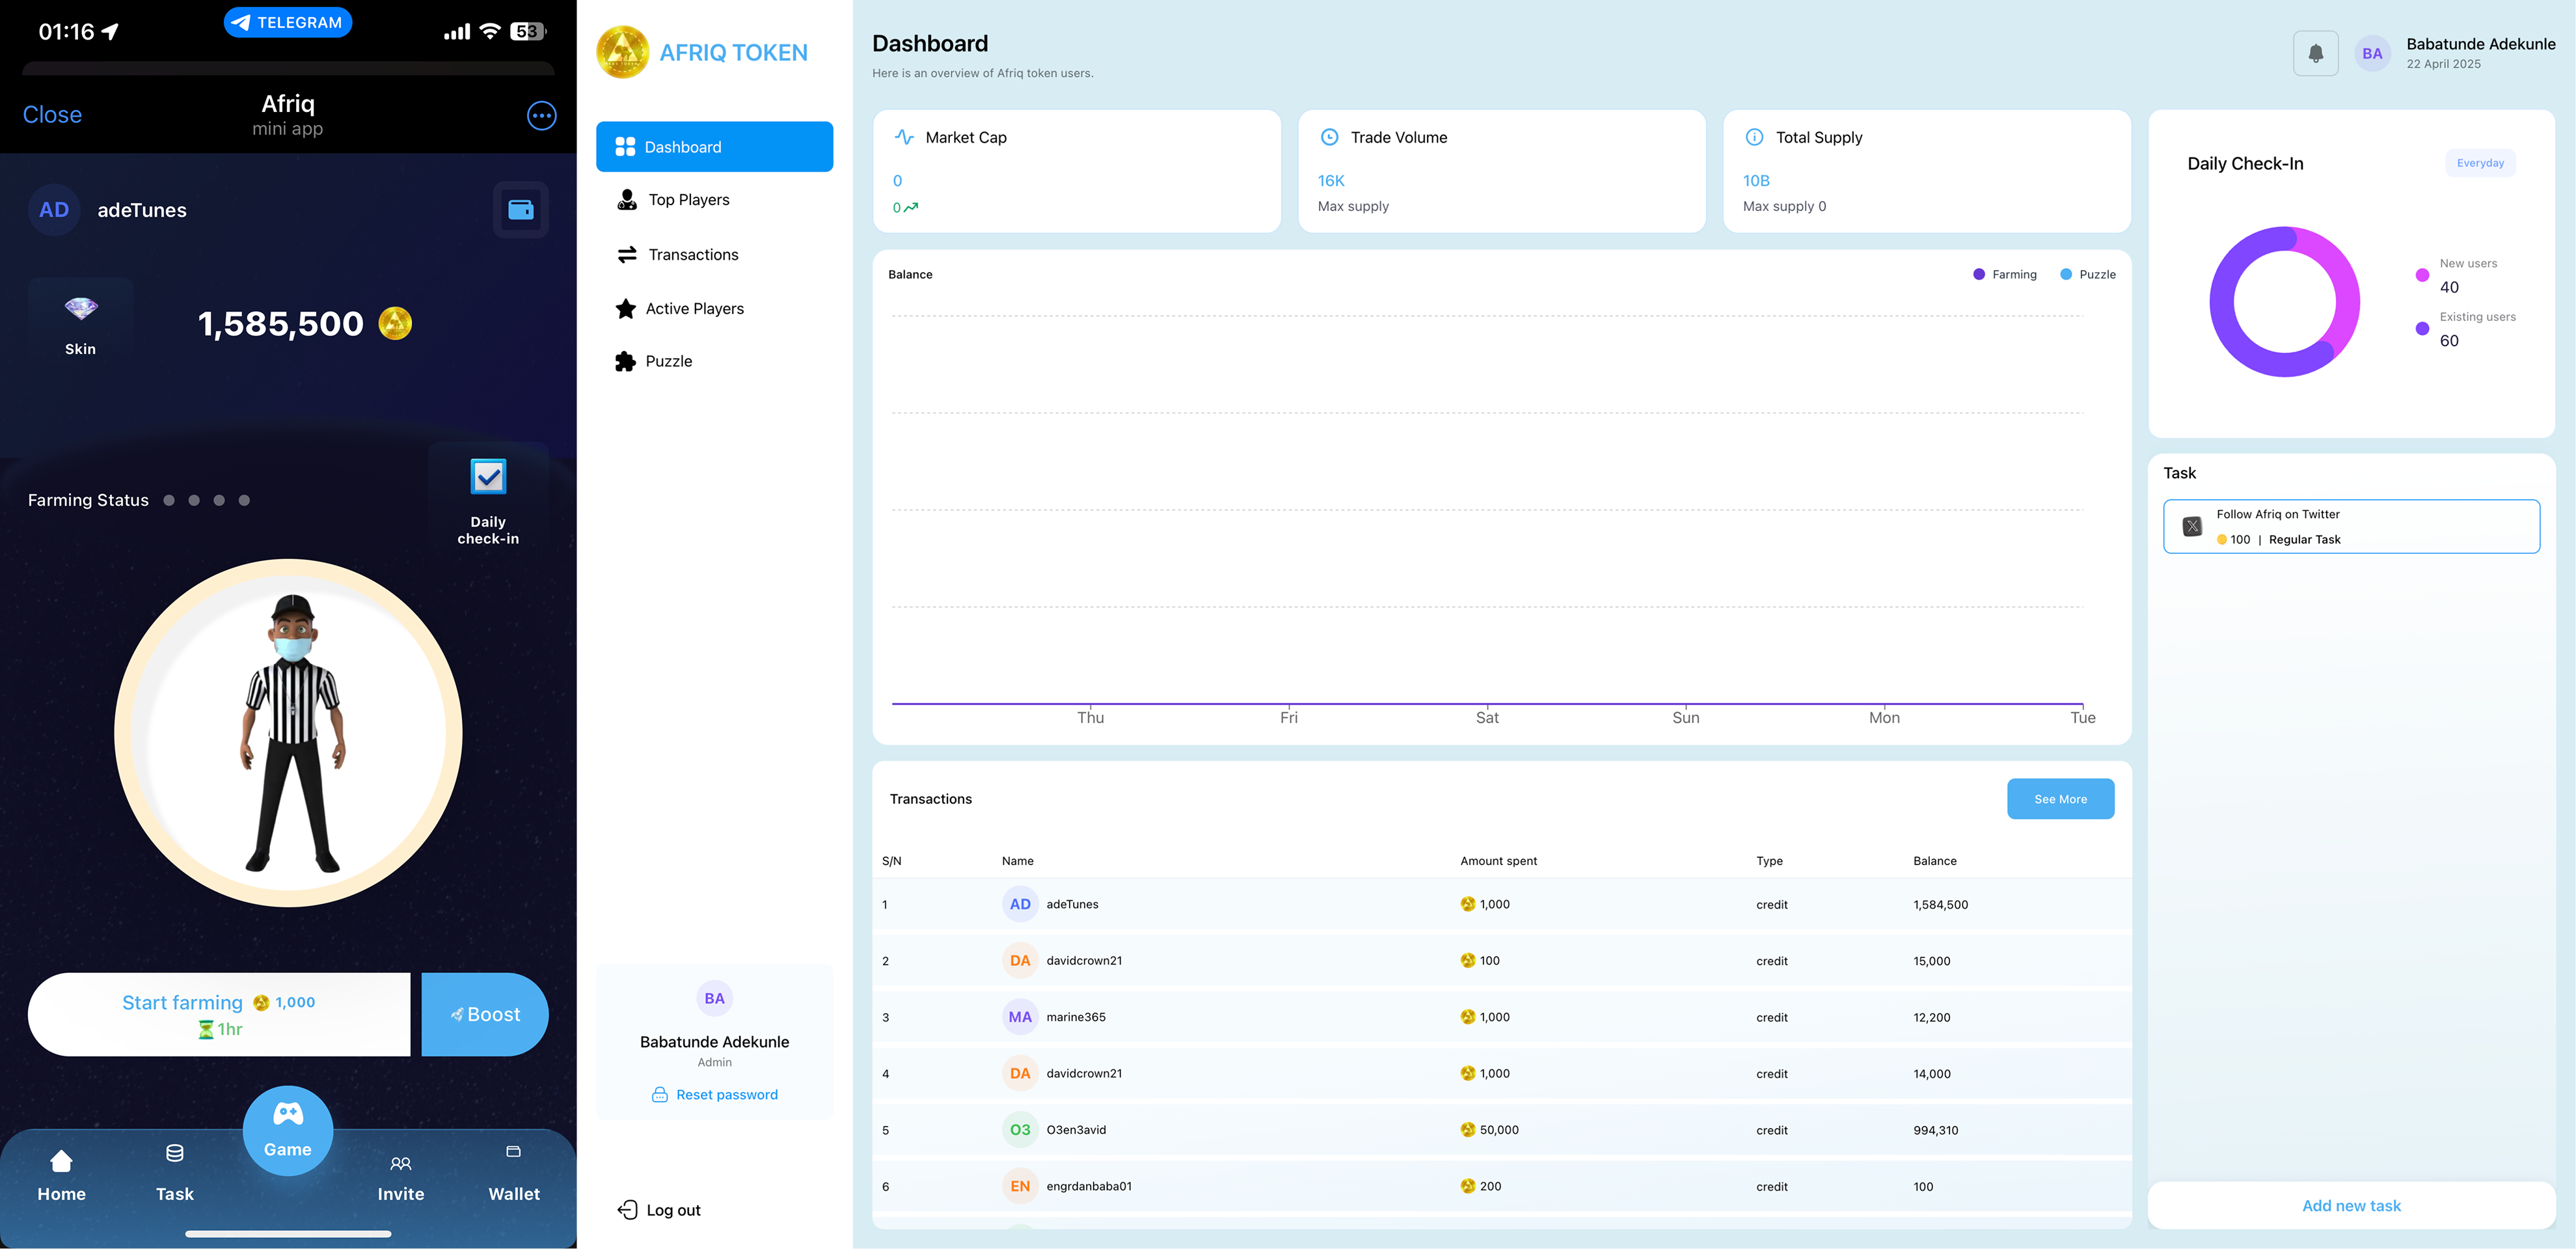 01:16
TELEGRAM
53
Close
Afriq
mini app
AD
adeTunes
Skin
1,585,500
Farming Status
Daily
check-in
Start farming 1,000
1hr
Boost
Home
Task
Game
Invite
Wallet
AFRIQ TOKEN
Dashboard
Top Players
Transactions
Active Players
Puzzle
BA
Babatunde Adekunle
Admin
Reset password
Log out
Dashboard
Here is an overview of Afriq token users.
BA
Babatunde Adekunle
22 April 2025
Market Cap
0
0
Trade Volume
16K
Max supply
Total Supply
10B
Max supply 0
Balance
Farming
Puzzle
Thu Fri Sat Sun Mon Tue
Transactions
See More
S/N Name Amount spent Type Balance
1 AD adeTunes 1,000 credit 1,584,500
2 DA davidcrown21 100 credit 15,000
3 MA marine365 1,000 credit 12,200
4 DA davidcrown21 1,000 credit 14,000
5 O3 O3en3avid 50,000 credit 994,310
6 EN engrdanbaba01 200 credit 100
Daily Check-In
Everyday
New users
40
Existing users
60
Task
Follow Afriq on Twitter
100 | Regular Task
Add new task